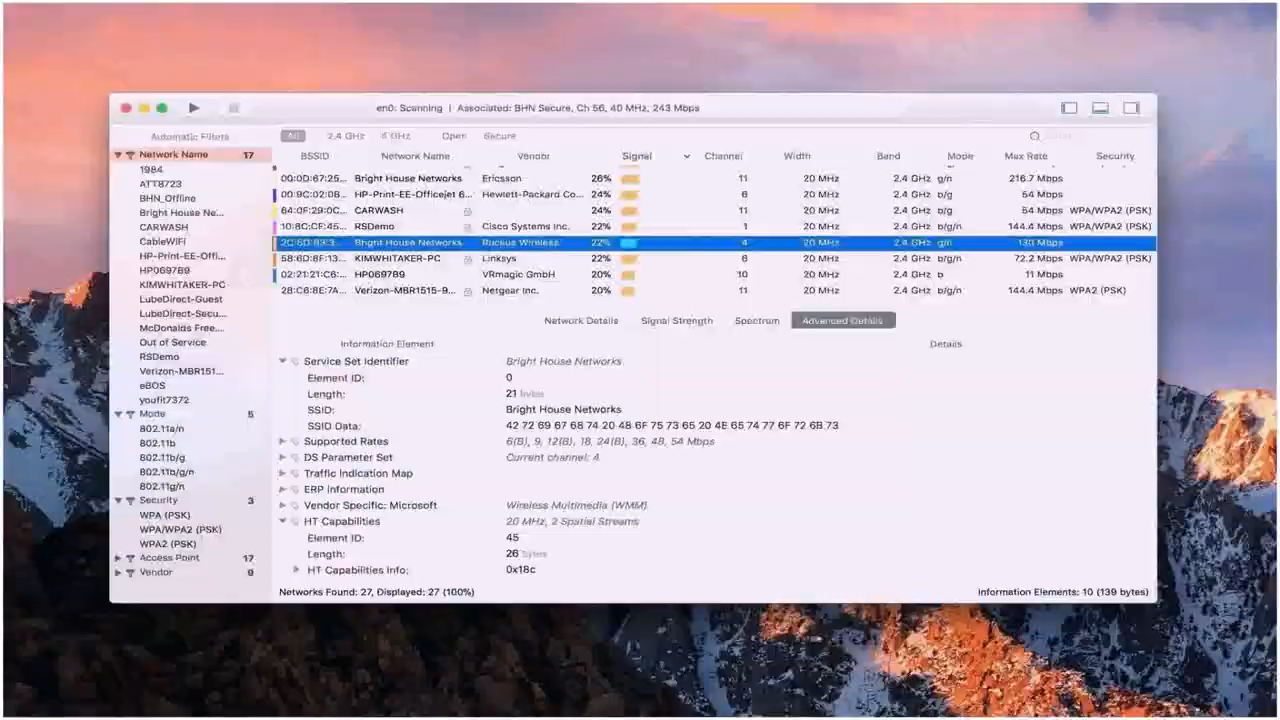 en0: Scanning | Associated: BHN Secure, Ch 56, 40 MHz, 243 Mbps
Automatic Filters
Network Name 17
1984
ATT8723
BHN_Offline
Bright House Ne...
CARWASH
CableWiFi
HP-Print-EE-Offi...
HP0697B9
KIMWHITAKER-PC
LubeDirect-Guest
LubeDirect-Secu...
McDonalds Free...
Out of Service
RSDemo
Verizon-MBR151...
eBOS
youfit7372
Mode 5
802.11a/n
802.11b
802.11b/g
802.11b/g/n
802.11g/n
Security 3
WPA (PSK)
WPA/WPA2 (PSK)
WPA2 (PSK)
Access Point 17
Vendor 9
All 2.4 GHz 5 GHz Open Secure
BSSID Network Name Vendor Signal Channel Width Band Mode Max Rate Security
00:0D:67:25... Bright House Networks Ericsson 26% 11 20 MHz 2.4 GHz g/n 216.7 Mbps
00:9C:02:0B... HP-Print-EE-Officejet 6... Hewlett-Packard Co... 24% 6 20 MHz 2.4 GHz b/g 54 Mbps
64:0F:29:0C... CARWASH 24% 11 20 MHz 2.4 GHz b/g 54 Mbps WPA/WPA2 (PSK)
10:8C:CF:45... RSDemo Cisco Systems Inc. 22% 1 20 MHz 2.4 GHz b/g/n 144.4 Mbps WPA/WPA2 (PSK)
Bright House Networks Ruckus Wireless 22% 4 20 MHz 2.4 GHz g/n 130 Mbps
58:6D:8F:13... KIMWHITAKER-PC Linksys 22% 6 20 MHz 2.4 GHz b/g/n 72.2 Mbps WPA/WPA2 (PSK)
02:21:21:C6:... HP0697B9 VRmagic GmbH 20% 10 20 MHz 2.4 GHz b 11 Mbps
28:C6:8E:7A... Verizon-MBR1515-9... Netgear Inc. 20% 11 20 MHz 2.4 GHz b/g/n 144.4 Mbps WPA2 (PSK)
Network Details Signal Strength Spectrum Advanced Details
Information Element Details
Service Set Identifier Bright House Networks
Element ID: 0
Length: 21 bytes
SSID: Bright House Networks
SSID Data: 42 72 69 67 68 74 20 48 6F 75 73 65 20 4E 65 74 77 6F 72 6B 73
Supported Rates 6(B), 9, 12(B), 18, 24(B), 36, 48, 54 Mbps
DS Parameter Set Current channel: 4
Traffic Indication Map
ERP Information
Vendor Specific: Microsoft Wireless Multimedia (WMM)
HT Capabilities 20 MHz, 2 Spatial Streams
Element ID: 45
Length: 26 bytes
HT Capabilities Info: 0x18c
Networks Found: 27, Displayed: 27 (100%) Information Elements: 10 (139 bytes)